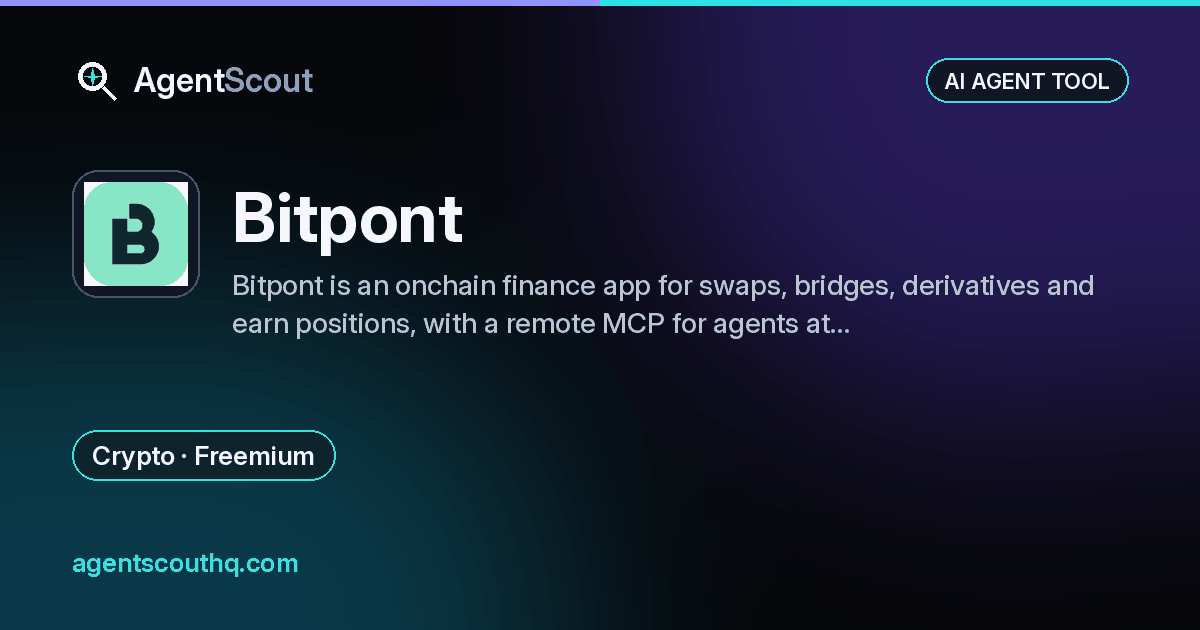 AgentScout
AI AGENT TOOL
B
Bitpont
Bitpont is an onchain finance app for swaps, bridges, derivatives and
earn positions, with a remote MCP for agents at...
Crypto · Freemium
agentscouthq.com